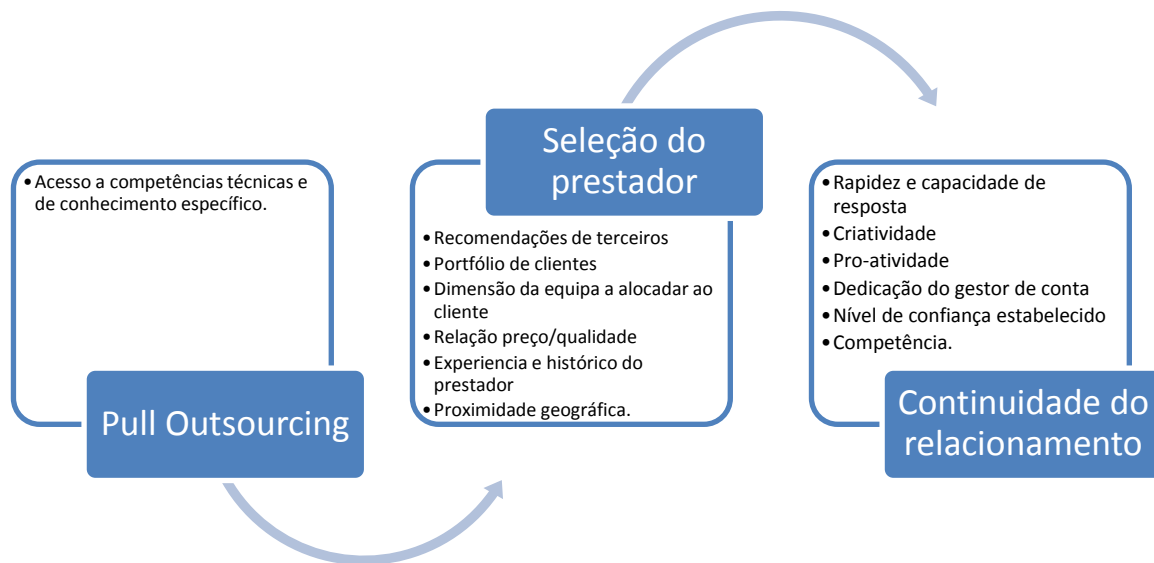 • Acesso a competências técnicas e
de conhecimento específico.
Pull Outsourcing
Seleção do
prestador
• Recomendações de terceiros
• Portfólio de clientes
• Dimensão da equipa a alocadar ao
cliente
• Relação preço/qualidade
• Experiencia e histórico do
prestador
• Proximidade geográfica.
• Rapidez e capacidade de
resposta
• Criatividade
• Pro-atividade
• Dedicação do gestor de conta
• Nível de confiança estabelecido
• Competência.
Continuidade do
relacionamento